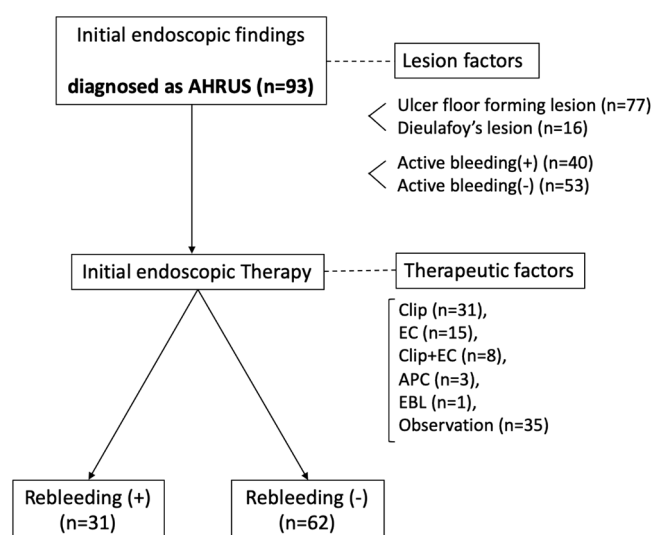 Initial endoscopic findings
diagnosed as AHRUS (n=93)
Lesion factors
Ulcer floor forming lesion (n=77)
Dieulafoy’s lesion (n=16)
Active bleeding(+) (n=40)
Active bleeding(-) (n=53)
Initial endoscopic Therapy
Therapeutic factors
Clip (n=31),
EC (n=15),
Clip+EC (n=8),
APC (n=3),
EBL (n=1),
Observation (n=35)
Rebleeding (+)
(n=31)
Rebleeding (-)
(n=62)